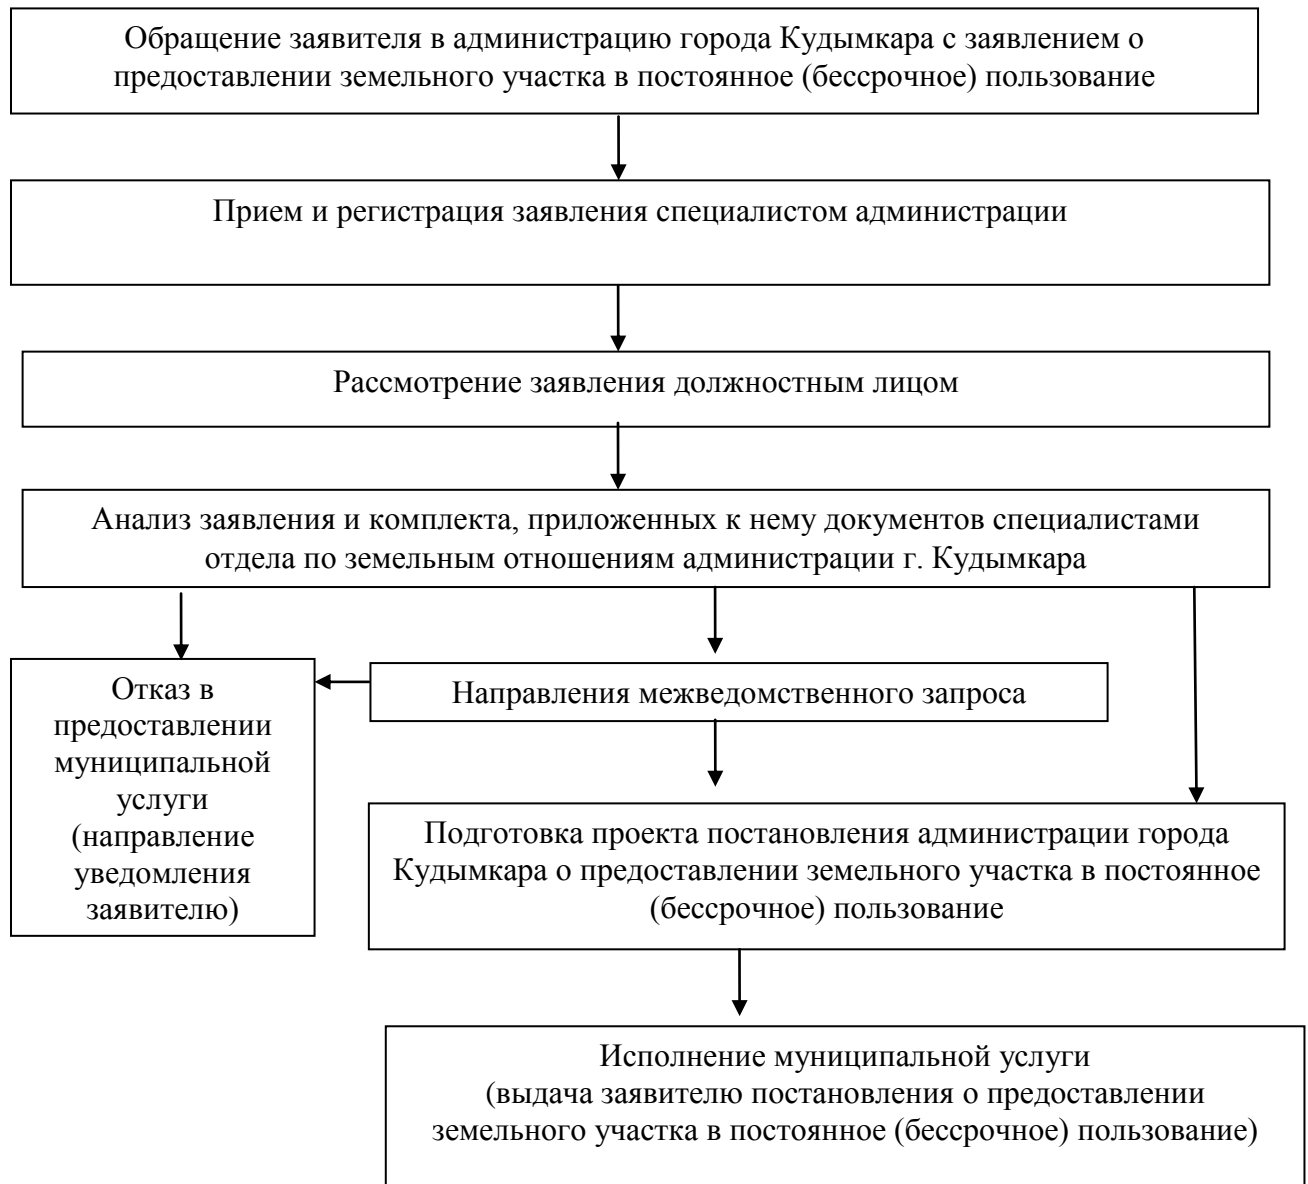 Обращение заявителя в администрацию города Кудымкара с заявлением о
предоставлении земельного участка в постоянное (бессрочное) пользование
Прием и регистрация заявления специалистом администрации
Рассмотрение заявления должностным лицом
Анализ заявления и комплекта, приложенных к нему документов специалистами
отдела по земельным отношениям администрации г. Кудымкара
Отказ в
предоставлении
муниципальной
услуги
(направление
уведомления
заявителю)
Направления межведомственного запроса
Подготовка проекта постановления администрации города
Кудымкара о предоставлении земельного участка в постоянное
(бессрочное) пользование
Исполнение муниципальной услуги
(выдача заявителю постановления о предоставлении
земельного участка в постоянное (бессрочное) пользование)